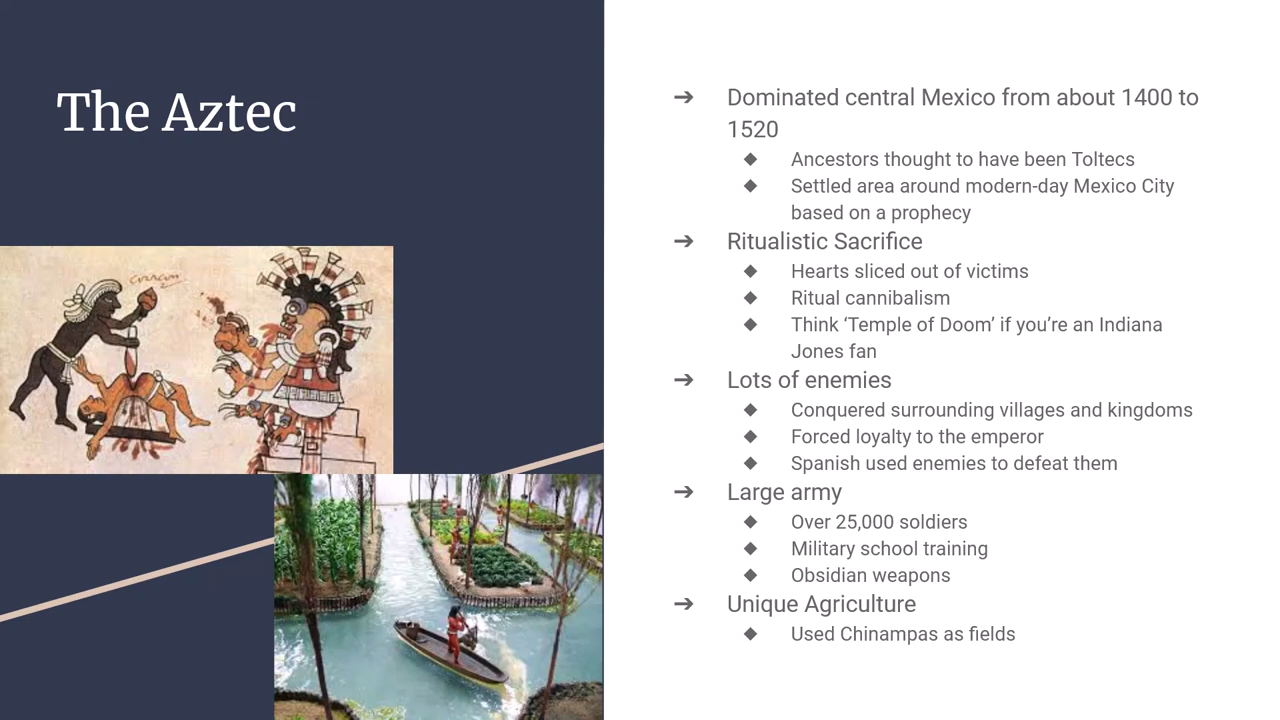 The Aztec
➔ Dominated central Mexico from about 1400 to
1520
◆ Ancestors thought to have been Toltecs
◆ Settled area around modern-day Mexico City
based on a prophecy
➔ Ritualistic Sacrifice
◆ Hearts sliced out of victims
◆ Ritual cannibalism
◆ Think ‘Temple of Doom’ if you’re an Indiana
Jones fan
➔ Lots of enemies
◆ Conquered surrounding villages and kingdoms
◆ Forced loyalty to the emperor
◆ Spanish used enemies to defeat them
➔ Large army
◆ Over 25,000 soldiers
◆ Military school training
◆ Obsidian weapons
➔ Unique Agriculture
◆ Used Chinampas as fields